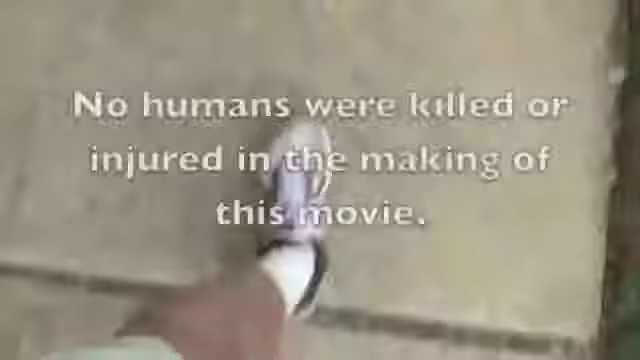 No humans were killed or
injured in the making of
this movie.